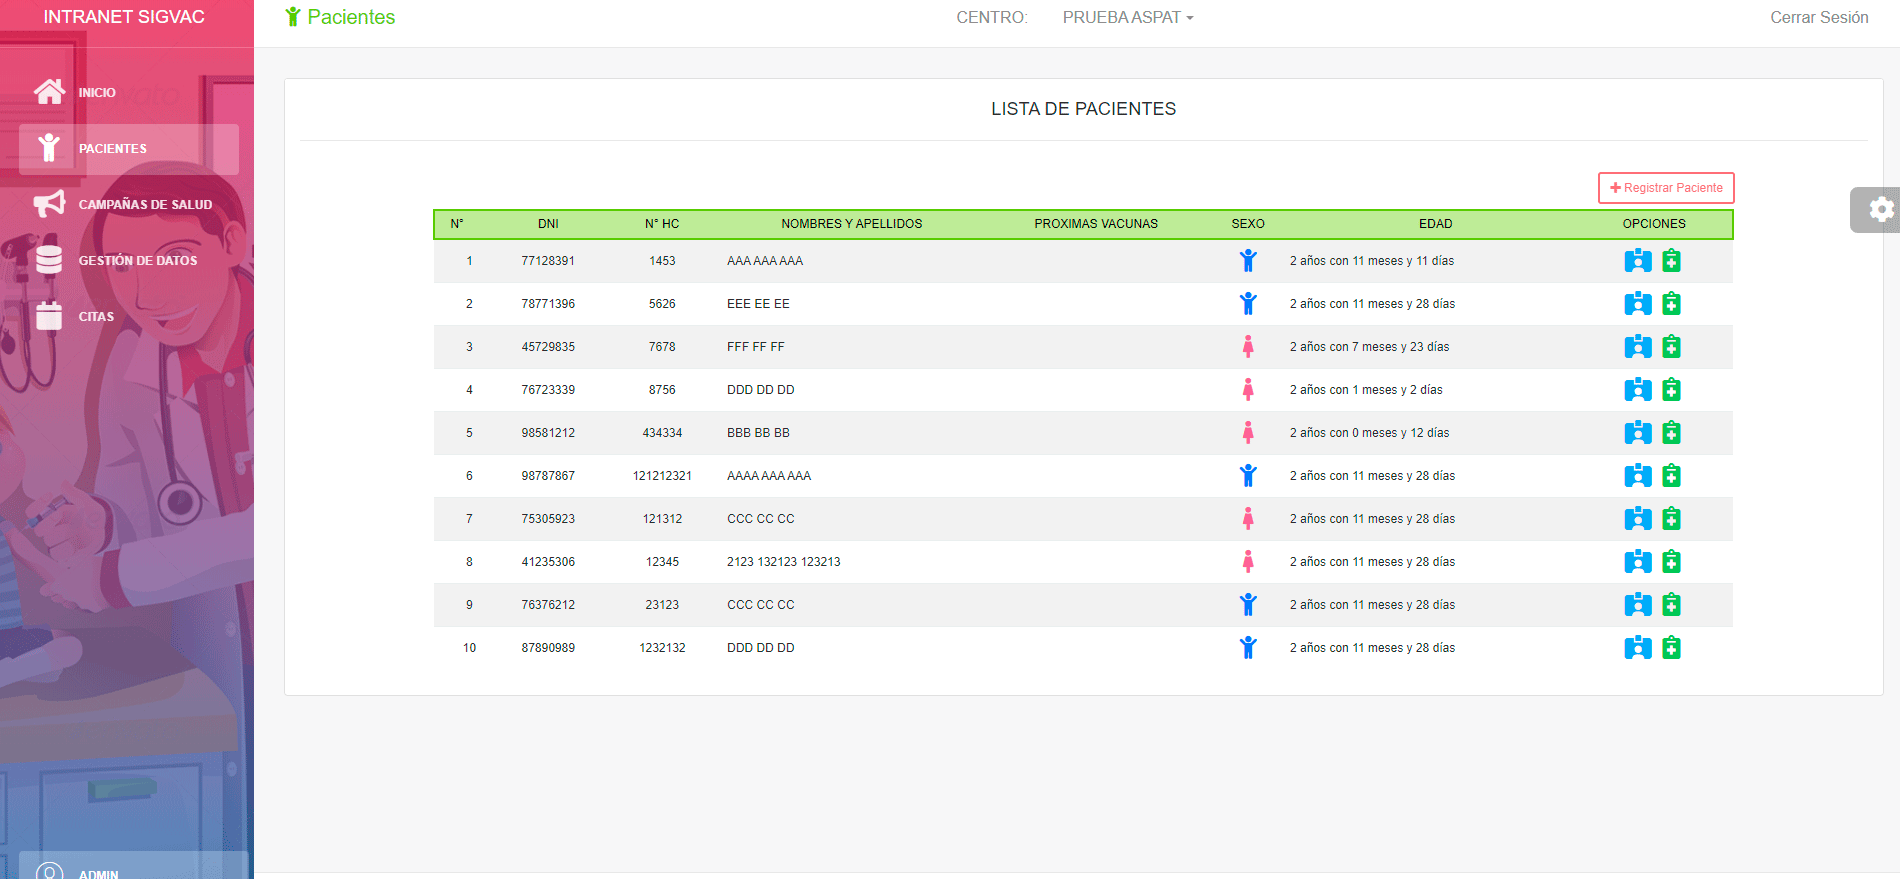 INTRANET SIGVAC
Pacientes
CENTRO: PRUEBA ASPAT
Cerrar Sesión
INICIO
PACIENTES
CAMPAÑAS DE SALUD
GESTIÓN DE DATOS
CITAS
ADMIN
LISTA DE PACIENTES
Registrar Paciente
N° DNI N° HC NOMBRES Y APELLIDOS PROXIMAS VACUNAS SEXO EDAD OPCIONES
1 77128391 1453 AAA AAA AAA 2 años con 11 meses y 11 días
2 78771396 5626 EEE EE EE 2 años con 11 meses y 28 días
3 45729835 7678 FFF FF FF 2 años con 7 meses y 23 días
4 76723339 8756 DDD DD DD 2 años con 1 meses y 2 días
5 98581212 434334 BBB BB BB 2 años con 0 meses y 12 días
6 98787867 121212321 AAAA AAA AAA 2 años con 11 meses y 28 días
7 75305923 121312 CCC CC CC 2 años con 11 meses y 28 días
8 41235306 12345 2123 132123 123213 2 años con 11 meses y 28 días
9 76376212 23123 CCC CC CC 2 años con 11 meses y 28 días
10 87890989 1232132 DDD DD DD 2 años con 11 meses y 28 días